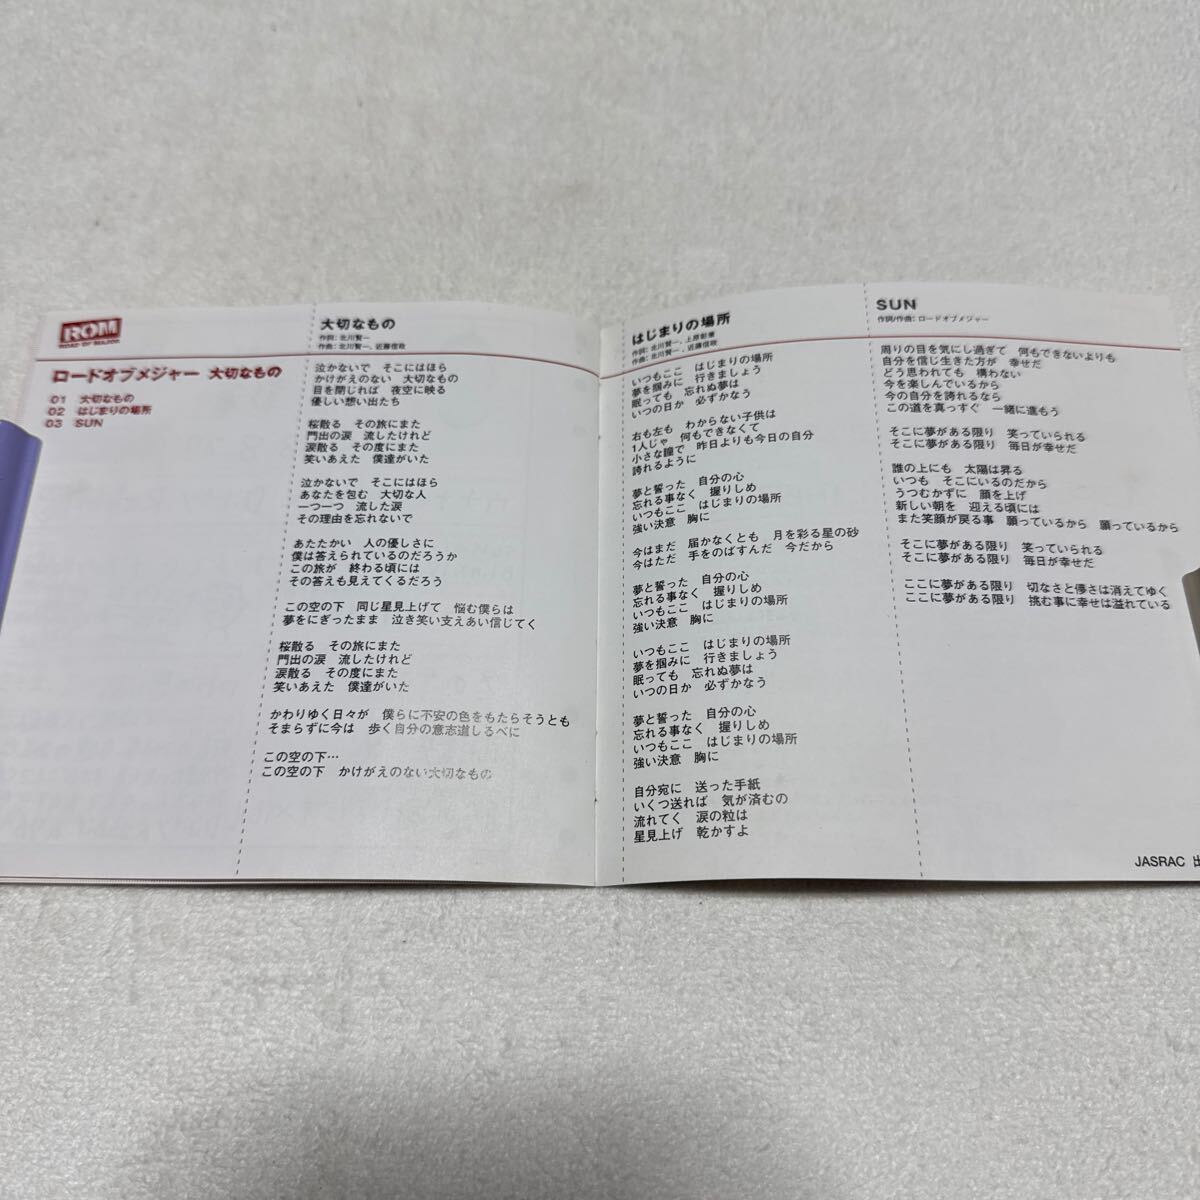 ROM
ROAD OF MAJOR
ロードオブメジャー 大切なもの
01 大切なもの
02 はじまりの場所
03 SUN
大切なもの
作詞：北川賢一
作曲：北川賢一、近藤信政
泣かないで　そこにはほら
かけがえのない　大切なもの
目を閉じれば　夜空に映る
優しい想い出たち
桜散る　その旅にまた
門出の涙　流したけれど
涙散る　その度にまた
笑いあえた　僕達がいた
泣かないで　そこにはほら
あなたを包む　大切な人
一つ一つ　流した涙
その理由を忘れないで
あたたかい　人の優しさに
僕は答えられているのだろうか
この旅が　終わる頃には
その答えも見えてくるだろう
この空の下　同じ星見上げて　悩む僕らは
夢をにぎったまま　泣き笑い支えあい信じてく
桜散る　その旅にまた
門出の涙　流したけれど
涙散る　その度にまた
笑いあえた　僕達がいた
かわりゆく日々が　僕らに不安の色をもたらそうとも
そまらずに今は　歩く自分の意志道しるべに
この空の下…
この空の下　かけがえのない大切なもの
はじまりの場所
作詞：北川賢一、上原彰兼
作曲：北川賢一、近藤信政
いつもここ　はじまりの場所
夢を掴みに　行きましょう
眠っても　忘れぬ夢は
いつの日か　必ずかなう
右も左も　わからない子供は
1人じゃ　何もできなくて
小さな瞳で　昨日よりも今日の自分
誇れるように
夢と誓った　自分の心
忘れる事なく　握りしめ
いつもここ　はじまりの場所
強い決意　胸に
今はまだ　届かなくとも　月を彩る星の砂
今はただ　手をのばすんだ　今だから
夢と誓った　自分の心
忘れる事なく　握りしめ
いつもここ　はじまりの場所
強い決意　胸に
いつもここ　はじまりの場所
夢を掴みに　行きましょう
眠っても　忘れぬ夢は
いつの日か　必ずかなう
夢と誓った　自分の心
忘れる事なく　握りしめ
いつもここ　はじまりの場所
強い決意　胸に
自分宛に　送った手紙
いくつ送れば　気が済むの
流れてく　涙の粒は
星見上げ　乾かすよ
SUN
作詞/作曲：ロードオブメジャー
周りの目を気にし過ぎて　何もできないよりも
自分を信じ生きた方が　幸せだ
どう思われても　構わない
今を楽しんでいるから
今の自分を誇れるなら
この道を真っすぐ　一緒に進もう
そこに夢がある限り　笑っていられる
そこに夢がある限り　毎日が幸せだ
誰の上にも　太陽は昇る
いつも　そこにいるのだから
うつむかずに　顔を上げ
新しい朝を　迎える頃には
また笑顔が戻る事　願っているから　願っているから
そこに夢がある限り　笑っていられる
そこに夢がある限り　毎日が幸せだ
ここに夢がある限り　切なさと儚さは消えてゆく
ここに夢がある限り　挑む事に幸せは溢れている
JASRAC 出